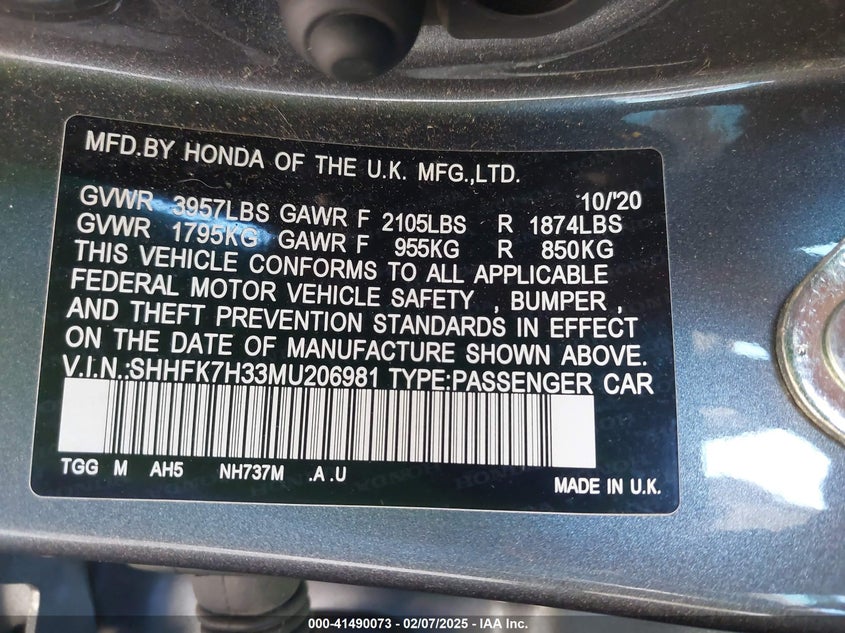 MFD.BY HONDA OF THE U.K. MFG.,LTD.
10/'20
GVWR 3957LBS GAWR F 2105LBS R 1874LBS
GVWR 1795KG GAWR F 955KG R 850KG
THIS VEHICLE CONFORMS TO ALL APPLICABLE
FEDERAL MOTOR VEHICLE SAFETY , BUMPER ,
AND THEFT PREVENTION STANDARDS IN EFFECT
ON THE DATE OF MANUFACTURE SHOWN ABOVE.
V.I.N.:SHHFK7H33MU206981 TYPE:PASSENGER CAR
TGG M AH5 NH737M .A .U
MADE IN U.K.
000-41490073 - 02/07/2025 - IAA Inc.